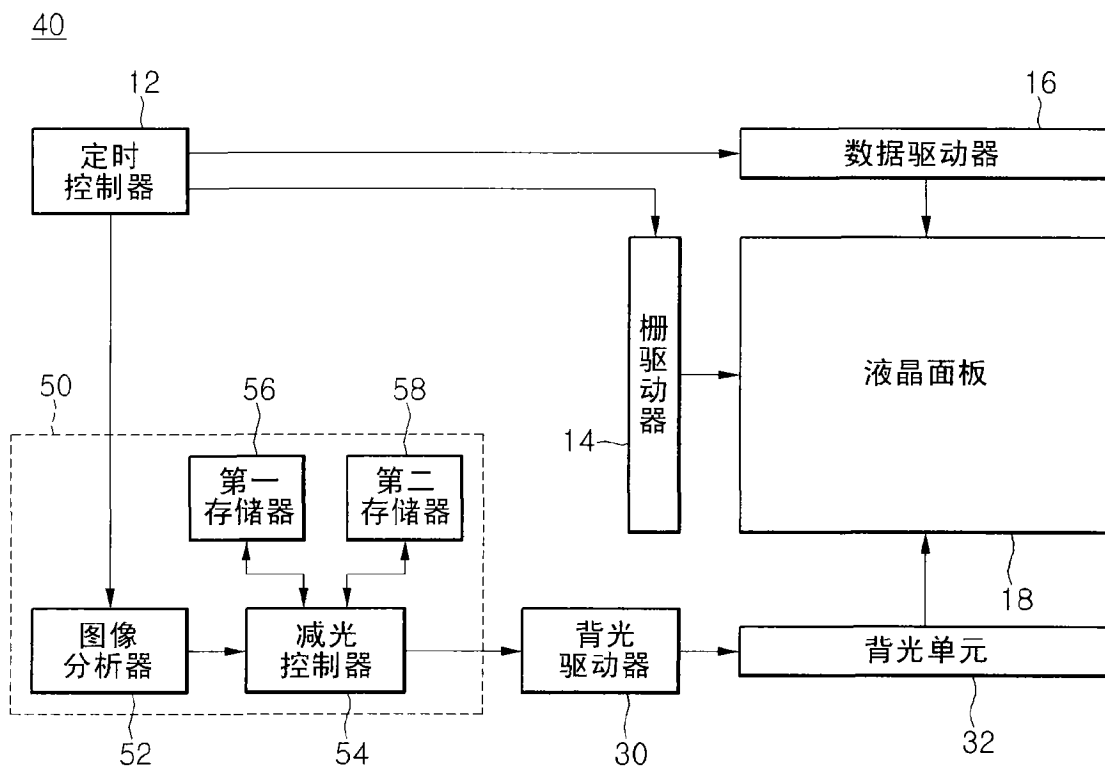 40
12
16
定时
控制器
数据驱动器
栅驱动器
液晶面板
50
56
58
14
第一
存储器
第二
存储器
18
图像
分析器
减光
控制器
背光
驱动器
背光单元
52
54
30
32